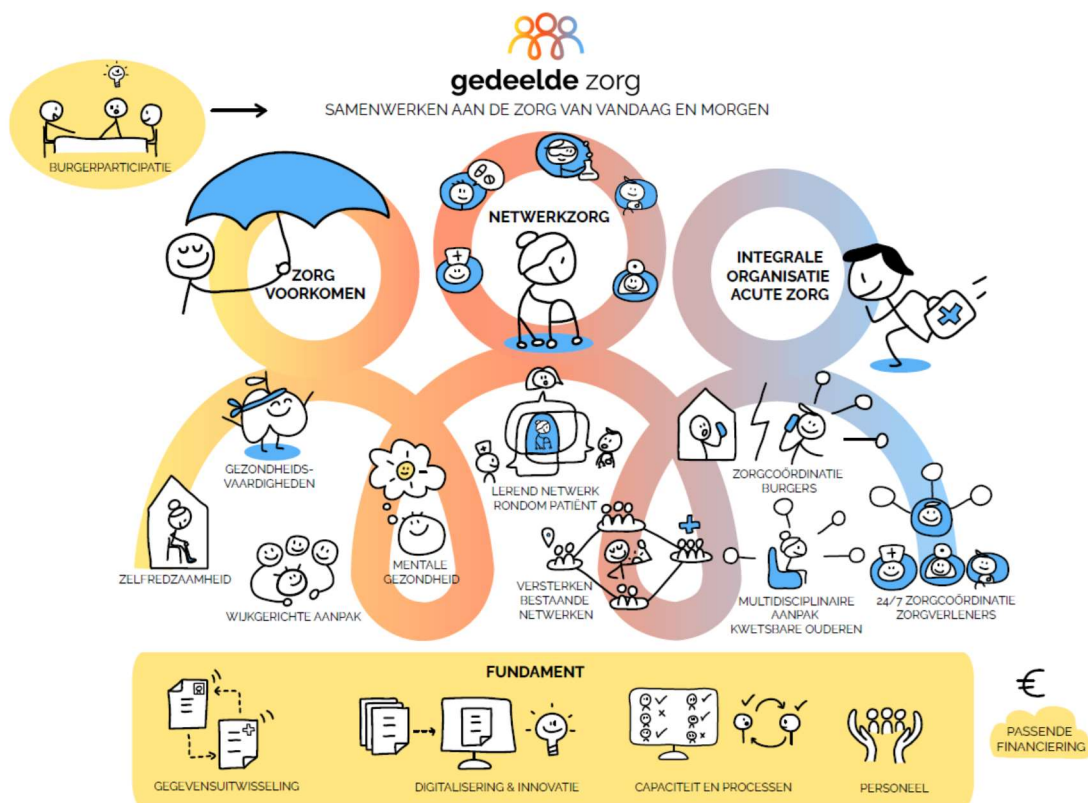 gedeelde zorg
SAMENWERKEN AAN DE ZORG VAN VANDAAG EN MORGEN
BURGERPARTICIPATIE
ZORG
VOORKOMEN
NETWERKZORG
INTEGRALE
ORGANISATIE
ACUTE ZORG
GEZONDHEIDS-
VAARDIGHEDEN
ZELFREDZAAMHEID
WIJKGERICHTE AANPAK
MENTALE
GEZONDHEID
LEREND NETWERK
RONDOM PATIËNT
VERSTERKEN
BESTAANDE
NETWERKEN
ZORGCOÖRDINATIE
BURGERS
MULTIDISCIPLINAIRE
AANPAK
KWETSBARE OUDEREN
24/7 ZORGCOÖRDINATIE
ZORGVERLENERS
FUNDAMENT
GEGEVENSUITWISSELING
DIGITALISERING & INNOVATIE
CAPACITEIT EN PROCESSEN
PERSONEEL
€
PASSENDE
FINANCIERING